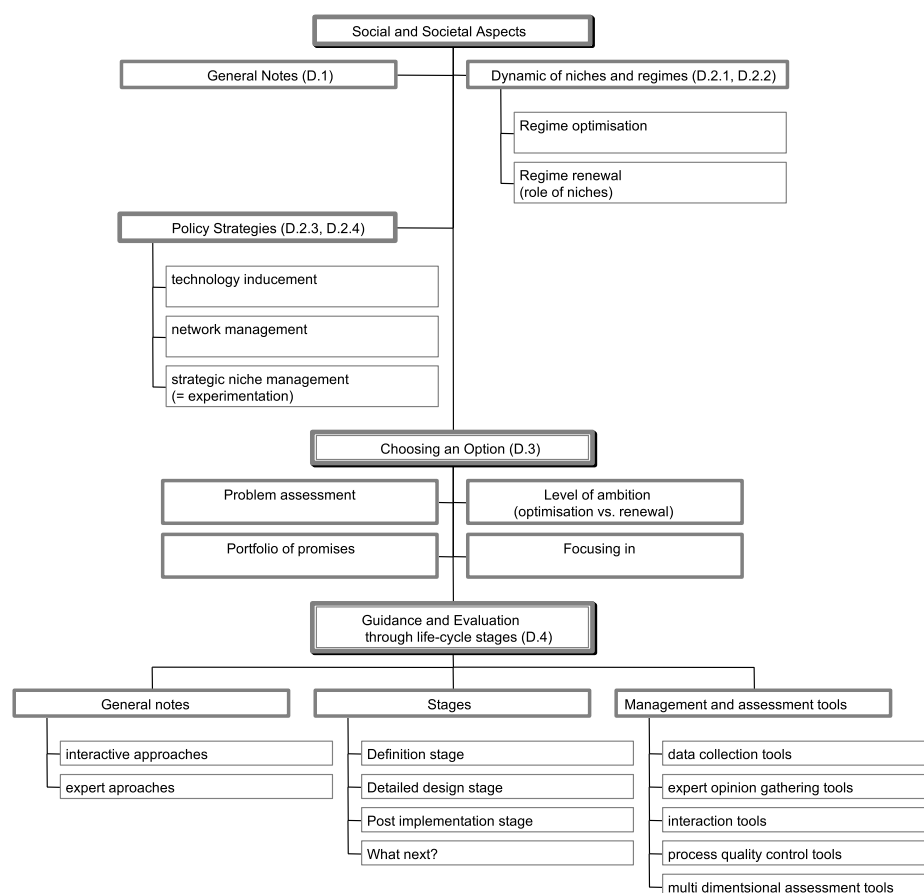 Social and Societal Aspects
General Notes (D.1)
Dynamic of niches and regimes (D.2.1, D.2.2)
Regime optimisation
Regime renewal
(role of niches)
Policy Strategies (D.2.3, D.2.4)
technology inducement
network management
strategic niche management
(= experimentation)
Choosing an Option (D.3)
Problem assessment
Level of ambition
(optimisation vs. renewal)
Portfolio of promises
Focusing in
Guidance and Evaluation
through life-cycle stages (D.4)
General notes
interactive approaches
expert aproaches
Stages
Definition stage
Detailed design stage
Post implementation stage
What next?
Management and assessment tools
data collection tools
expert opinion gathering tools
interaction tools
process quality control tools
multi dimentsional assessment tools